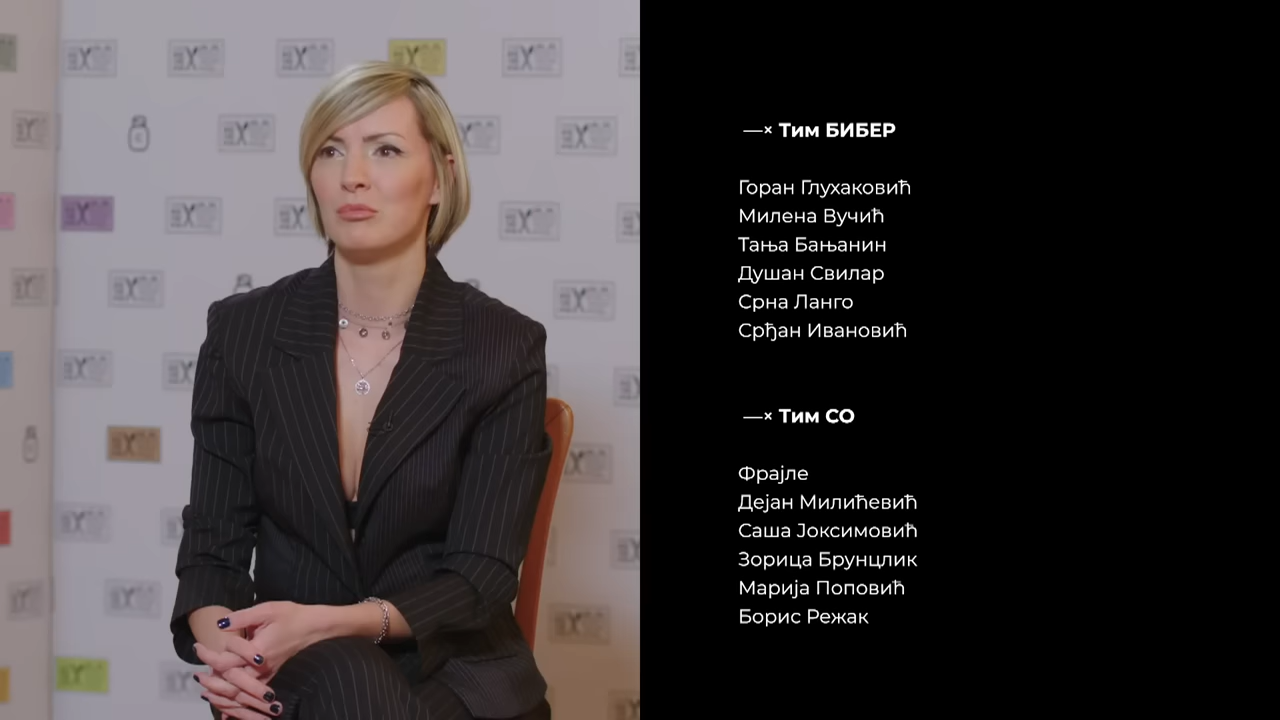 —× Тим БИБЕР
Горан Глухаковић
Милена Вучић
Тања Бањанин
Душан Свилар
Срна Ланго
Срђан Ивановић
—× Тим СО
Фрајле
Дејан Милићевић
Саша Јоксимовић
Зорица Брунцлик
Марија Поповић
Борис Режак